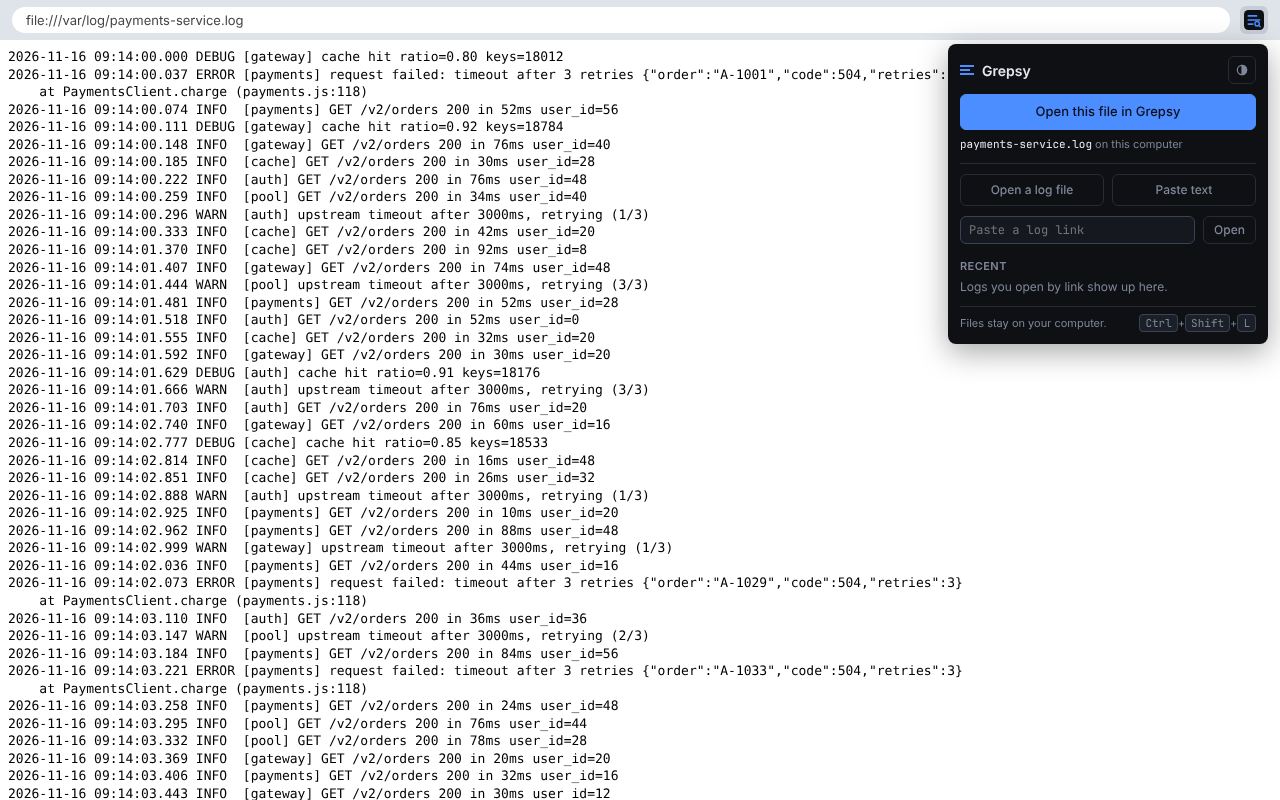 file:///var/log/payments-service.log
2026-11-16 09:14:00.000 DEBUG [gateway] cache hit ratio=0.80 keys=18012
2026-11-16 09:14:00.037 ERROR [payments] request failed: timeout after 3 retries {"order":"A-1001","code":504,"retries":
    at PaymentsClient.charge (payments.js:118)
2026-11-16 09:14:00.074 INFO  [payments] GET /v2/orders 200 in 52ms user_id=56
2026-11-16 09:14:00.111 DEBUG [gateway] cache hit ratio=0.92 keys=18784
2026-11-16 09:14:00.148 INFO  [gateway] GET /v2/orders 200 in 76ms user_id=40
2026-11-16 09:14:00.185 INFO  [cache] GET /v2/orders 200 in 30ms user_id=28
2026-11-16 09:14:00.222 INFO  [auth] GET /v2/orders 200 in 76ms user_id=48
2026-11-16 09:14:00.259 INFO  [pool] GET /v2/orders 200 in 34ms user_id=40
2026-11-16 09:14:00.296 WARN  [auth] upstream timeout after 3000ms, retrying (1/3)
2026-11-16 09:14:00.333 INFO  [cache] GET /v2/orders 200 in 42ms user_id=20
2026-11-16 09:14:01.370 INFO  [cache] GET /v2/orders 200 in 92ms user_id=8
2026-11-16 09:14:01.407 INFO  [gateway] GET /v2/orders 200 in 74ms user_id=48
2026-11-16 09:14:01.444 WARN  [pool] upstream timeout after 3000ms, retrying (3/3)
2026-11-16 09:14:01.481 INFO  [payments] GET /v2/orders 200 in 52ms user_id=28
2026-11-16 09:14:01.518 INFO  [auth] GET /v2/orders 200 in 52ms user_id=0
2026-11-16 09:14:01.555 INFO  [cache] GET /v2/orders 200 in 32ms user_id=20
2026-11-16 09:14:01.592 INFO  [gateway] GET /v2/orders 200 in 30ms user_id=20
2026-11-16 09:14:01.629 DEBUG [auth] cache hit ratio=0.91 keys=18176
2026-11-16 09:14:01.666 WARN  [auth] upstream timeout after 3000ms, retrying (3/3)
2026-11-16 09:14:01.703 INFO  [auth] GET /v2/orders 200 in 76ms user_id=20
2026-11-16 09:14:02.740 INFO  [gateway] GET /v2/orders 200 in 60ms user_id=16
2026-11-16 09:14:02.777 DEBUG [cache] cache hit ratio=0.85 keys=18533
2026-11-16 09:14:02.814 INFO  [cache] GET /v2/orders 200 in 16ms user_id=48
2026-11-16 09:14:02.851 INFO  [cache] GET /v2/orders 200 in 26ms user_id=32
2026-11-16 09:14:02.888 WARN  [auth] upstream timeout after 3000ms, retrying (1/3)
2026-11-16 09:14:02.925 INFO  [payments] GET /v2/orders 200 in 10ms user_id=20
2026-11-16 09:14:02.962 INFO  [payments] GET /v2/orders 200 in 88ms user_id=48
2026-11-16 09:14:02.999 WARN  [gateway] upstream timeout after 3000ms, retrying (1/3)
2026-11-16 09:14:02.036 INFO  [payments] GET /v2/orders 200 in 44ms user_id=16
2026-11-16 09:14:02.073 ERROR [payments] request failed: timeout after 3 retries {"order":"A-1029","code":504,"retries":3}
    at PaymentsClient.charge (payments.js:118)
2026-11-16 09:14:03.110 INFO  [auth] GET /v2/orders 200 in 36ms user_id=36
2026-11-16 09:14:03.147 WARN  [pool] upstream timeout after 3000ms, retrying (2/3)
2026-11-16 09:14:03.184 INFO  [payments] GET /v2/orders 200 in 84ms user_id=56
2026-11-16 09:14:03.221 ERROR [payments] request failed: timeout after 3 retries {"order":"A-1033","code":504,"retries":3}
    at PaymentsClient.charge (payments.js:118)
2026-11-16 09:14:03.258 INFO  [payments] GET /v2/orders 200 in 24ms user_id=48
2026-11-16 09:14:03.295 INFO  [pool] GET /v2/orders 200 in 76ms user_id=44
2026-11-16 09:14:03.332 INFO  [pool] GET /v2/orders 200 in 78ms user_id=28
2026-11-16 09:14:03.369 INFO  [gateway] GET /v2/orders 200 in 20ms user_id=20
2026-11-16 09:14:03.406 INFO  [payments] GET /v2/orders 200 in 32ms user_id=16
2026-11-16 09:14:03.443 INFO  [gateway] GET /v2/orders 200 in 30ms user_id=12
Grepsy
Open this file in Grepsy
payments-service.log on this computer
Open a log file
Paste text
Paste a log link
Open
RECENT
Logs you open by link show up here.
Files stay on your computer.
Ctrl+Shift+L